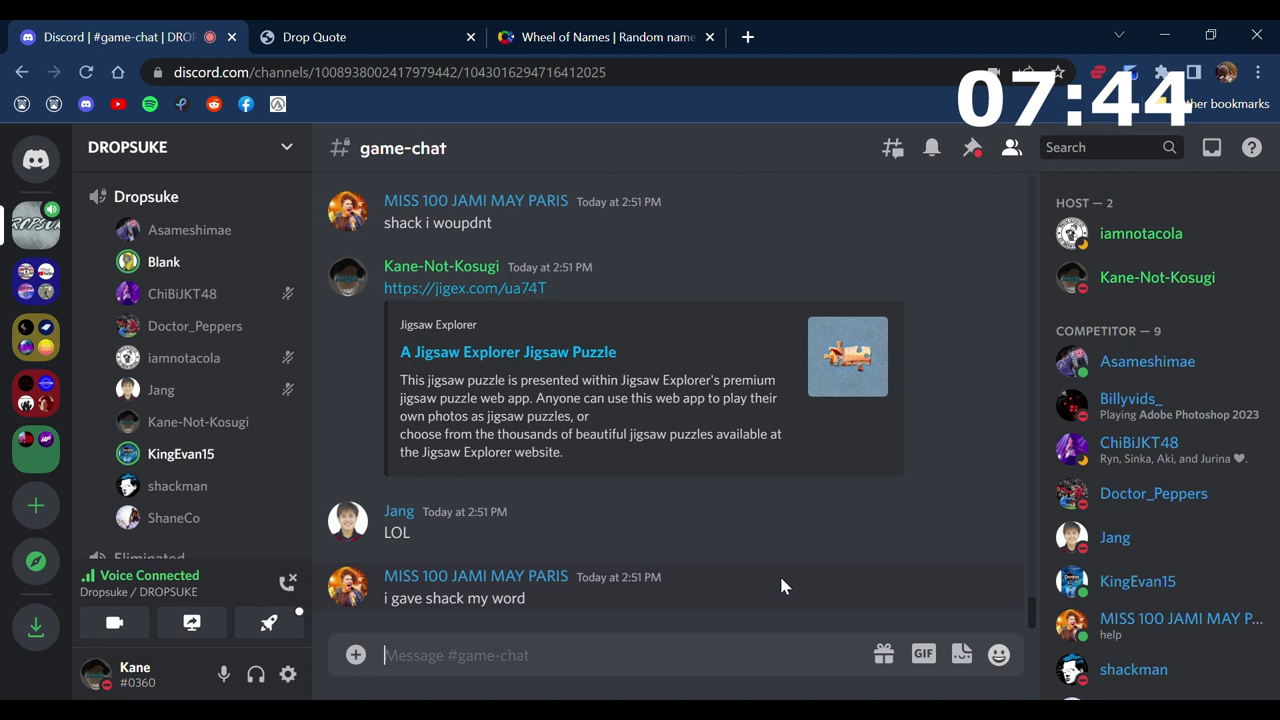 Discord | #game-chat | DROP
Drop Quote
Wheel of Names | Random name
discord.com/channels/1008938002417979442/1043016294716412025
07:44
ther bookmarks
DROPSUKE
game-chat
Search
Dropsuke
Asameshimae
Blank
ChiBiJKT48
Doctor_Peppers
iamnotacola
Jang
Kane-Not-Kosugi
KingEvan15
shackman
ShaneCo
Eliminated
Voice Connected
Dropsuke / DROPSUKE
Kane
#0360
MISS 100 JAMI MAY PARIS Today at 2:51 PM
shack i woupdnt
Kane-Not-Kosugi Today at 2:51 PM
https://jigex.com/ua74T
Jigsaw Explorer
A Jigsaw Explorer Jigsaw Puzzle
This jigsaw puzzle is presented within Jigsaw Explorer's premium
jigsaw puzzle web app. Anyone can use this web app to play their
own photos as jigsaw puzzles, or
choose from the thousands of beautiful jigsaw puzzles available at
the Jigsaw Explorer website.
Jang Today at 2:51 PM
LOL
MISS 100 JAMI MAY PARIS Today at 2:51 PM
i gave shack my word
Message #game-chat
GIF
HOST — 2
iamnotacola
Kane-Not-Kosugi
COMPETITOR — 9
Asameshimae
Billyvids_
Playing Adobe Photoshop 2023
ChiBiJKT48
Ryn, Sinka, Aki, and Jurina ♥.
Doctor_Peppers
Jang
KingEvan15
MISS 100 JAMI MAY P...
help
shackman